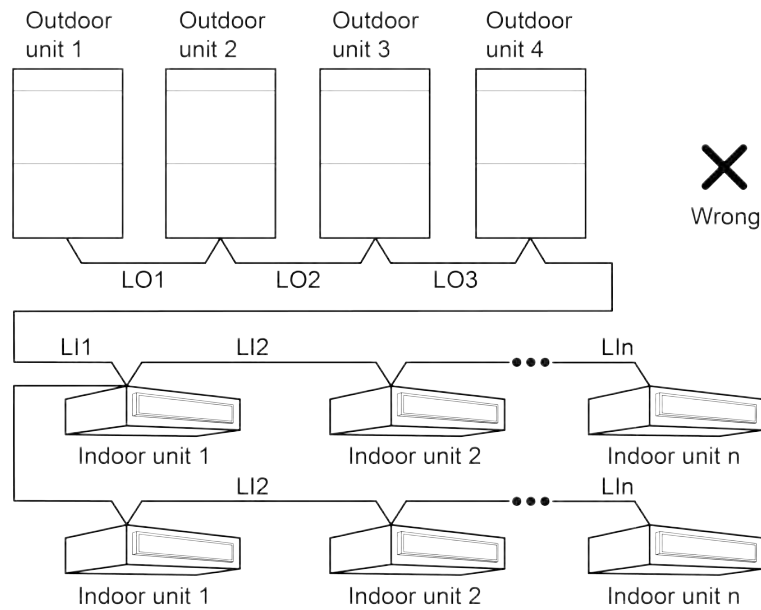 Outdoor
unit 1
Outdoor
unit 2
Outdoor
unit 3
Outdoor
unit 4
Wrong
LO1
LO2
LO3
LI1
LI2
LIn
Indoor unit 1
Indoor unit 2
Indoor unit n
LI2
LIn
Indoor unit 1
Indoor unit 2
Indoor unit n